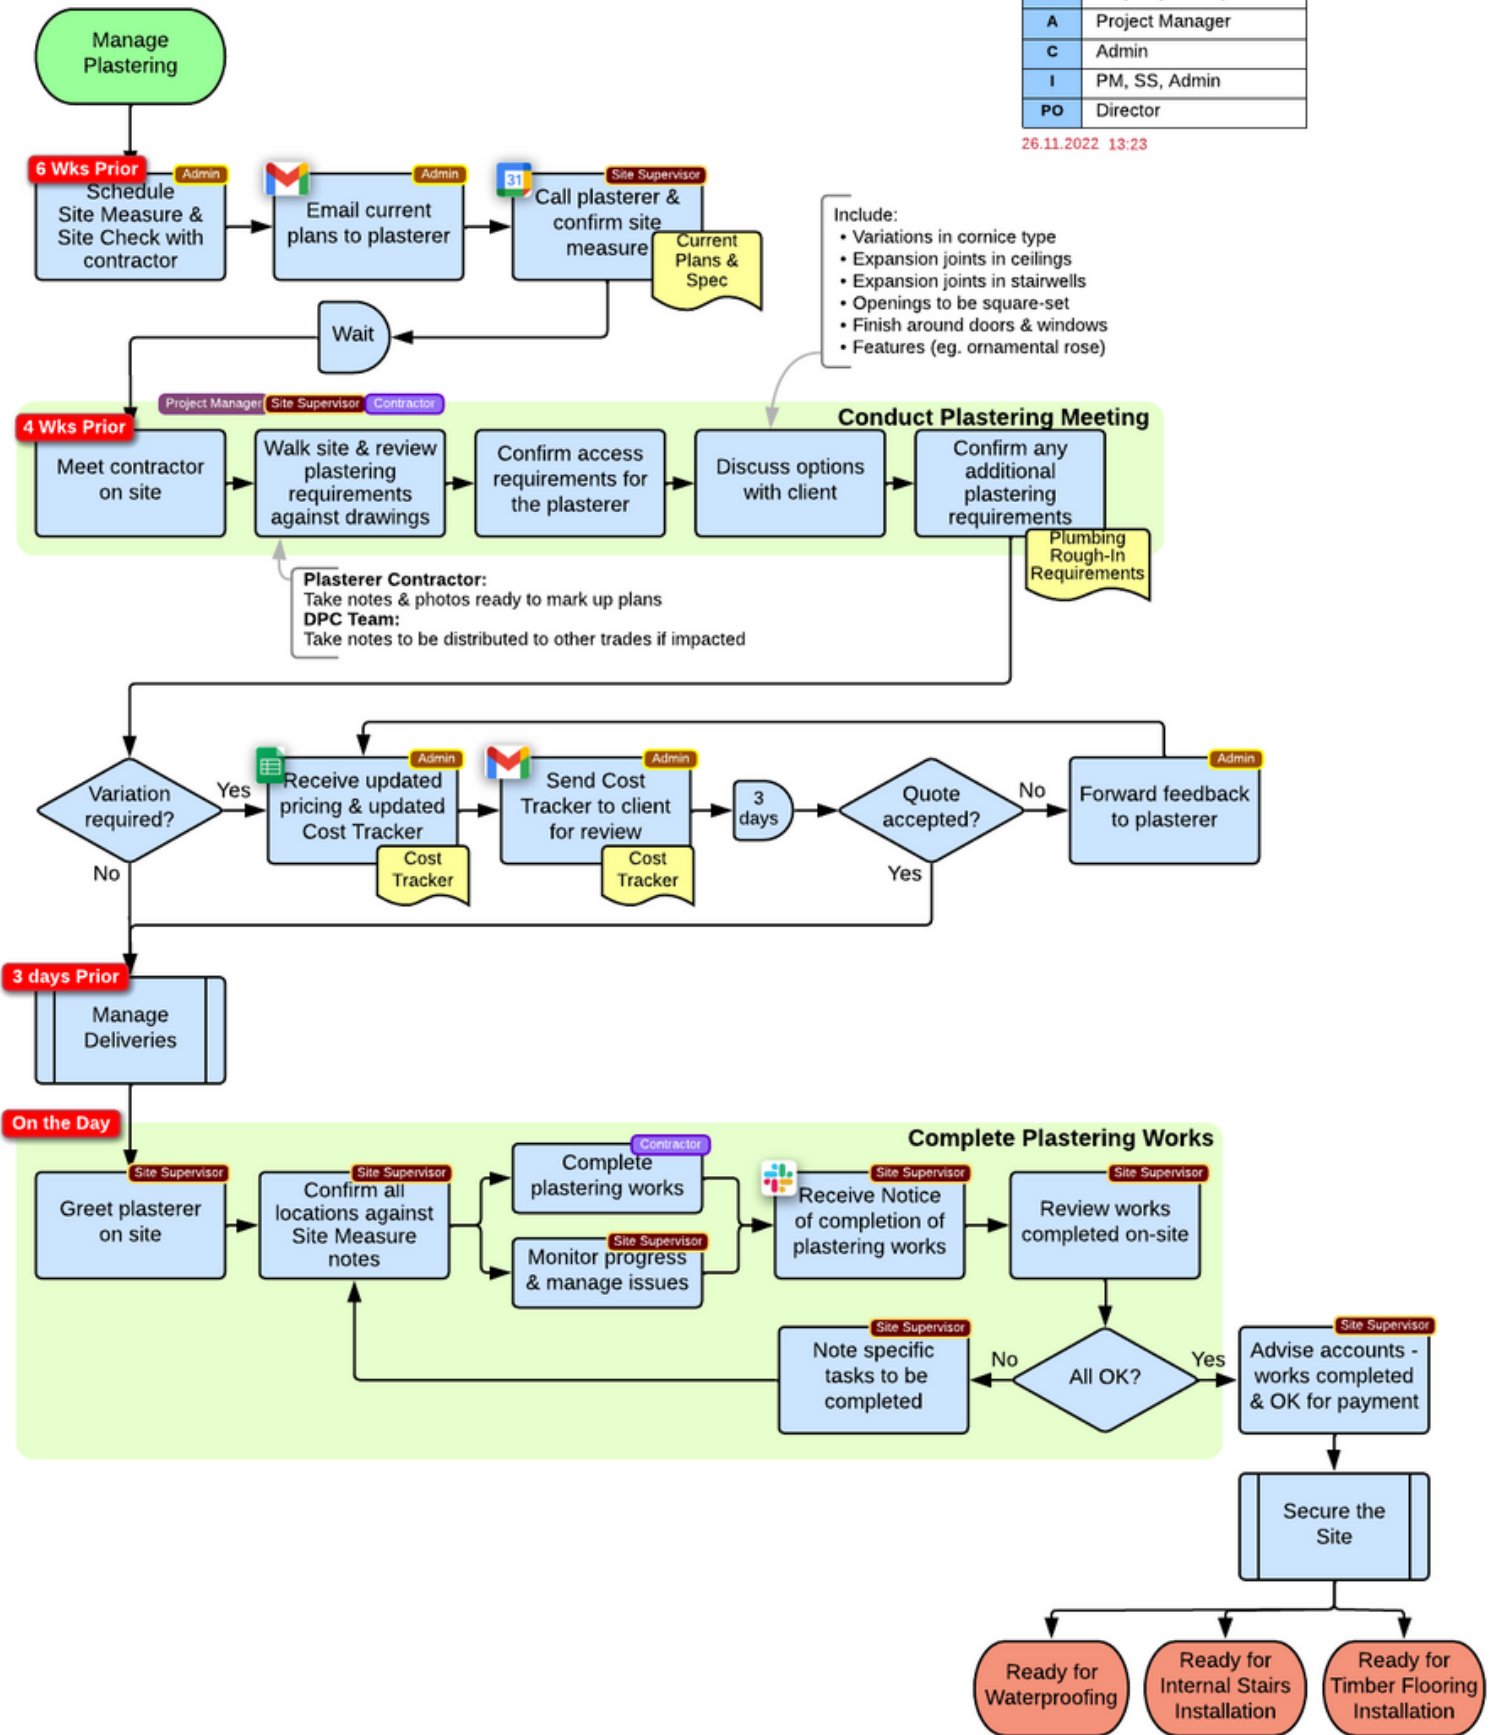 Manage
Plastering
A Project Manager
C Admin
I PM, SS, Admin
PO Director
26.11.2022 13:23
6 Wks Prior
Admin
Schedule
Site Measure &
Site Check with
contractor
Admin
Email current
plans to plasterer
31
Site Supervisor
Call plasterer &
confirm site
measure
Current
Plans &
Spec
Wait
Include:
• Variations in cornice type
• Expansion joints in ceilings
• Expansion joints in stairwells
• Openings to be square-set
• Finish around doors & windows
• Features (eg. ornamental rose)
Project Manager
Site Supervisor
Contractor
Conduct Plastering Meeting
4 Wks Prior
Meet contractor
on site
Walk site & review
plastering
requirements
against drawings
Confirm access
requirements for
the plasterer
Discuss options
with client
Confirm any
additional
plastering
requirements
Plumbing
Rough-In
Requirements
Plasterer Contractor:
Take notes & photos ready to mark up plans
DPC Team:
Take notes to be distributed to other trades if impacted
Variation
required?
Yes
No
Admin
Receive updated
pricing & updated
Cost Tracker
Cost
Tracker
Admin
Send Cost
Tracker to client
for review
Cost
Tracker
3
days
Quote
accepted?
No
Yes
Admin
Forward feedback
to plasterer
3 days Prior
Manage
Deliveries
On the Day
Complete Plastering Works
Site Supervisor
Greet plasterer
on site
Site Supervisor
Confirm all
locations against
Site Measure
notes
Contractor
Complete
plastering works
Site Supervisor
Monitor progress
& manage issues
Site Supervisor
Receive Notice
of completion of
plastering works
Site Supervisor
Review works
completed on-site
Site Supervisor
Note specific
tasks to be
completed
No
All OK?
Yes
Site Supervisor
Advise accounts -
works completed
& OK for payment
Secure the
Site
Ready for
Waterproofing
Ready for
Internal Stairs
Installation
Ready for
Timber Flooring
Installation